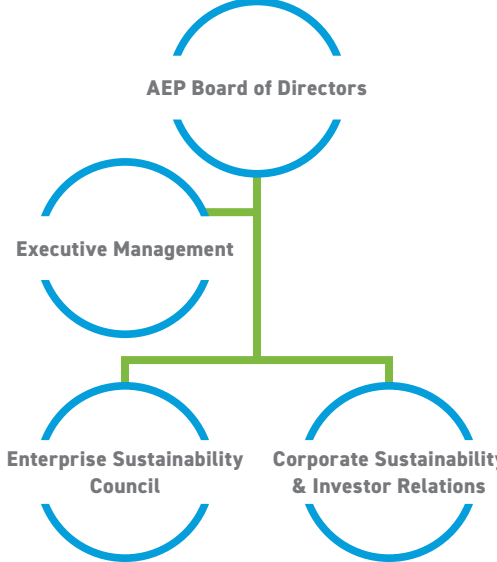 AEP Board of Directors
Executive Management
Enterprise Sustainability
Council
Corporate Sustainability
& Investor Relations